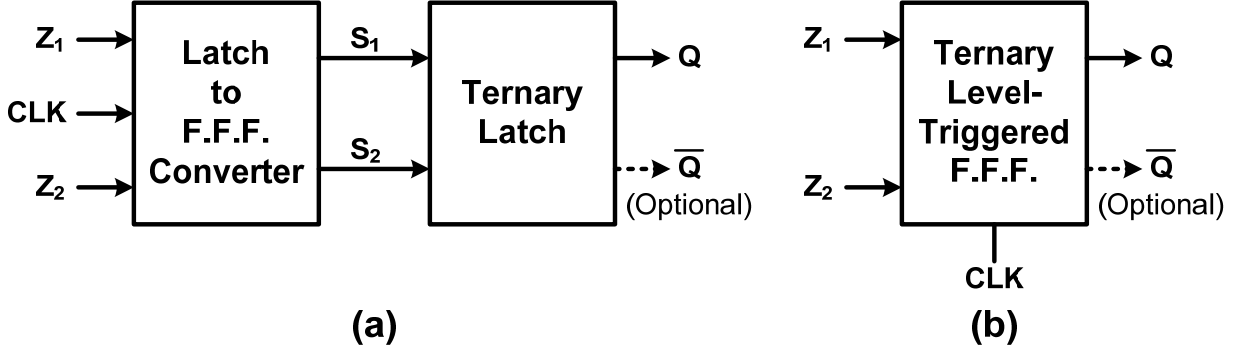 Z1
CLK
Z2
Latch
to
F.F.F.
Converter
S1
S2
Ternary
Latch
Q
Q̅
(Optional)
(a)
Z1
Z2
Ternary
Level-
Triggered
F.F.F.
CLK
Q
Q̅
(Optional)
(b)